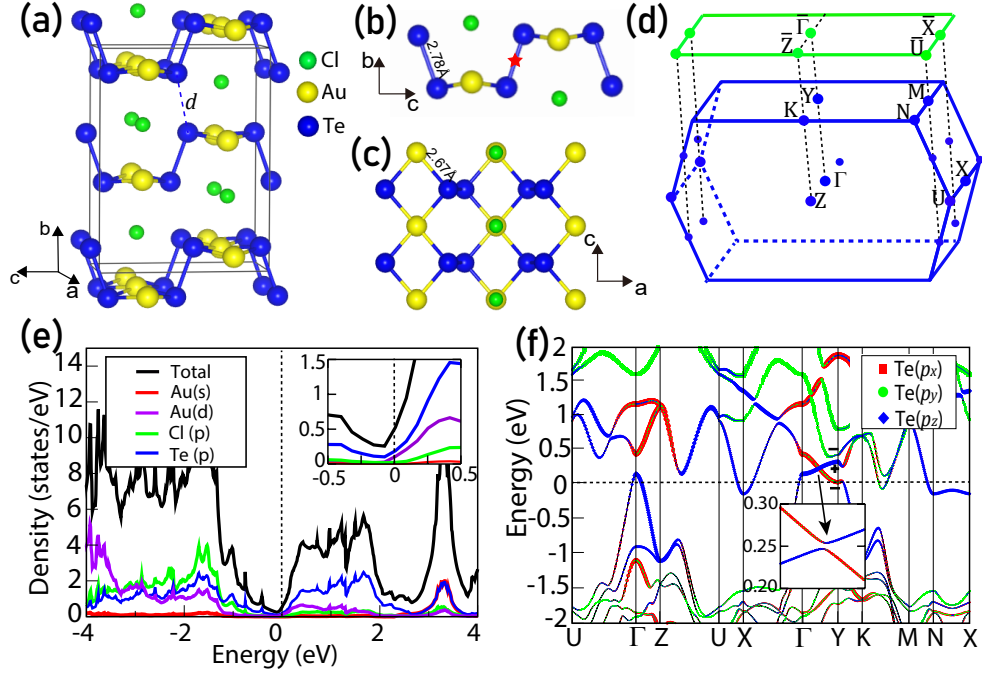 (a)
Cl
Au
Te
d
b
c
a
(b)
2.78Å
b
c
(c)
2.67Å
c
a
(d)
Γ̅
X̅
Z̅
U̅
M
Y
K
N
X
Γ
U
Z
(e)
Density (states/eV)
14
12
10
8
6
4
2
0
Total
Au(s)
Au(d)
Cl (p)
Te (p)
1.5
1
0.5
0
-0.5
0
0.5
-4
-2
0
2
4
Energy (eV)
(f)
Energy (eV)
2
1.5
1
0.5
0
-0.5
-1
-1.5
-2
Te(px)
Te(py)
Te(pz)
−
+
−
0.30
0.25
0.20
U
Γ
Z
U
X
Γ
Y
K
M
N
X